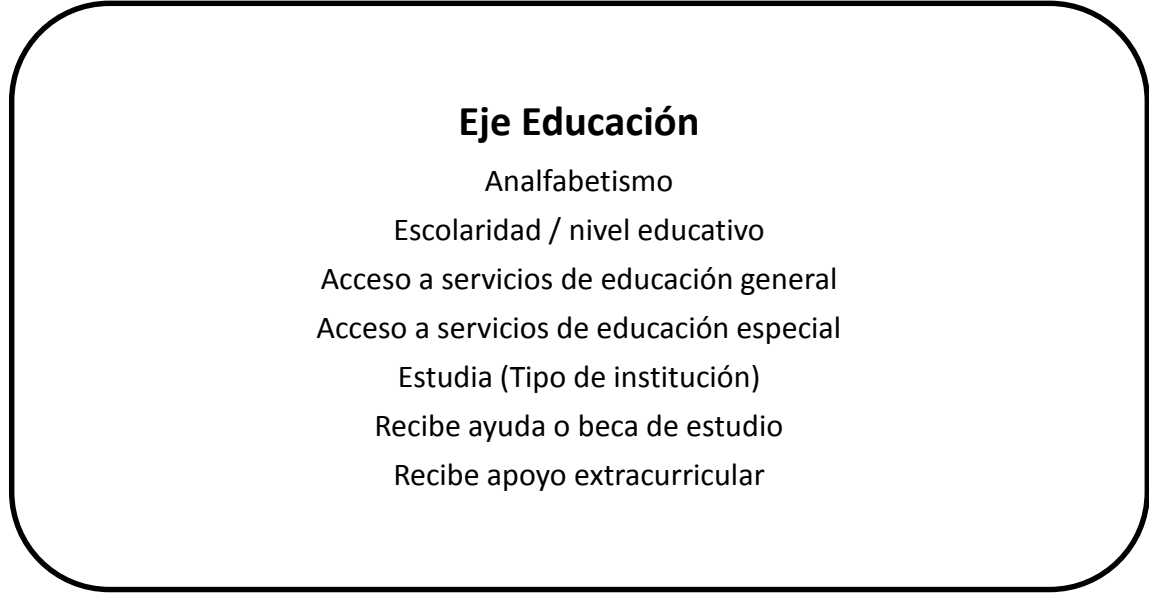 Eje Educación
Analfabetismo
Escolaridad / nivel educativo
Acceso a servicios de educación general
Acceso a servicios de educación especial
Estudia (Tipo de institución)
Recibe ayuda o beca de estudio
Recibe apoyo extracurricular